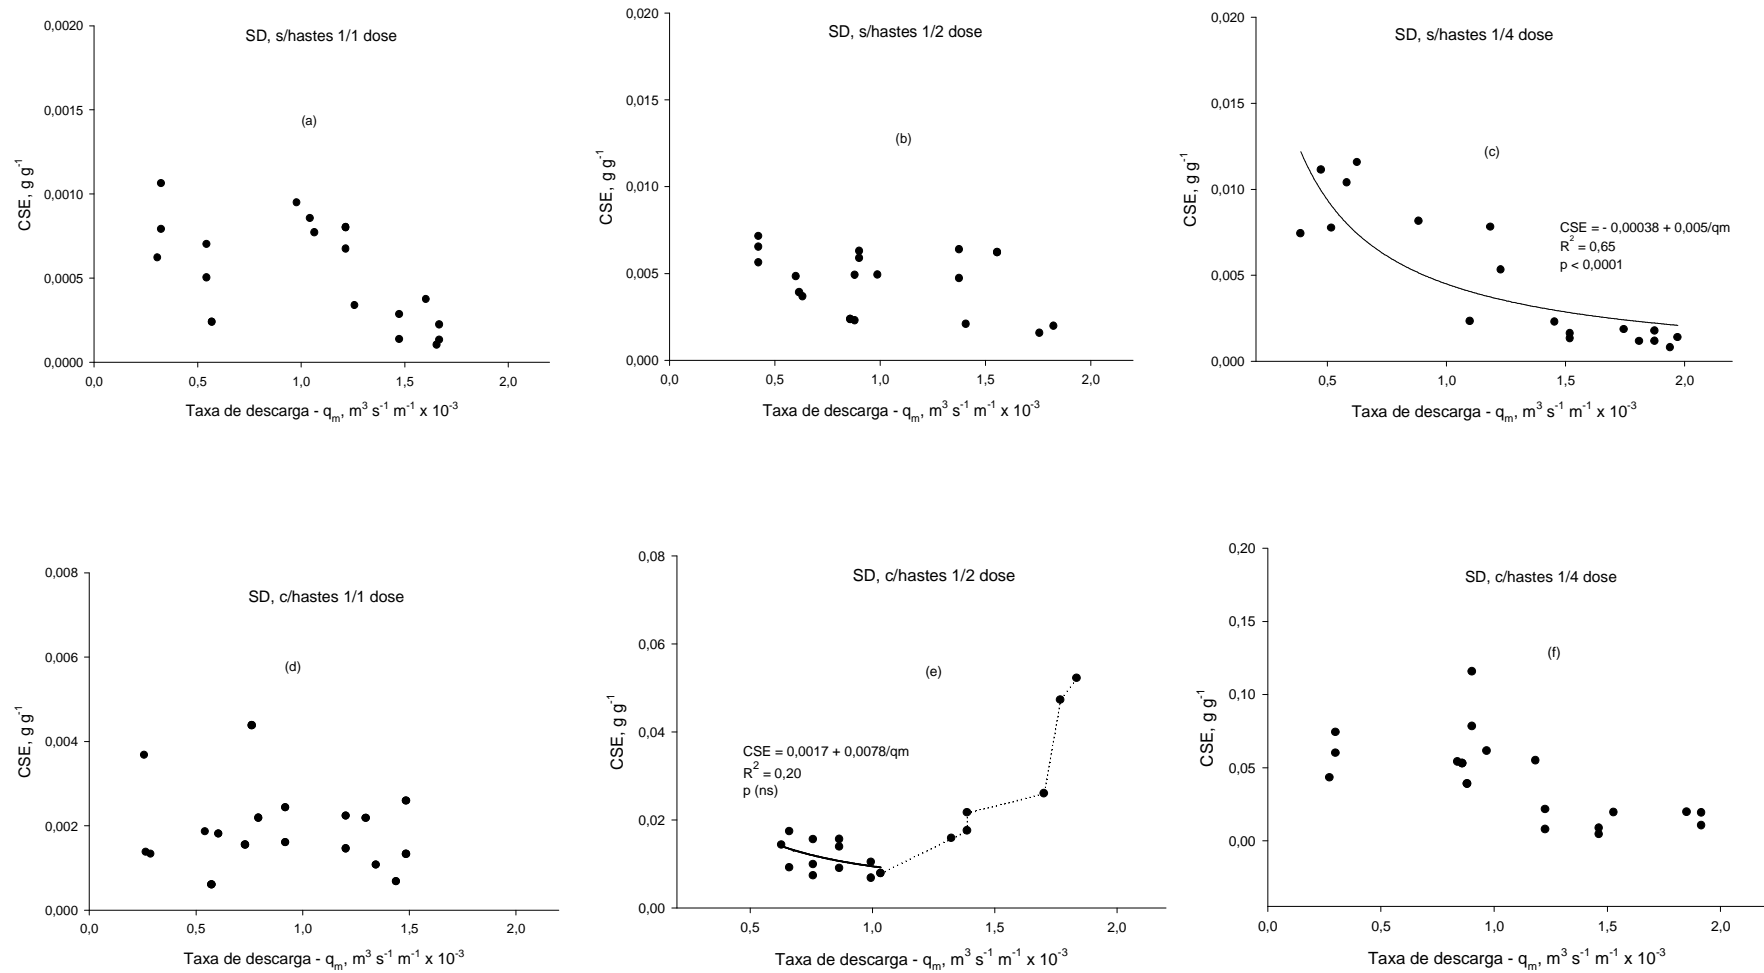 SD, s/hastes 1/1 dose
(a)
CSE, g g-1
0,0020
0,0015
0,0010
0,0005
0,0000
0,0 0,5 1,0 1,5 2,0
Taxa de descarga - qm, m3 s-1 m-1 x 10-3
SD, s/hastes 1/2 dose
(b)
CSE, g g-1
0,020
0,015
0,010
0,005
0,000
0,0 0,5 1,0 1,5 2,0
Taxa de descarga - qm, m3 s-1 m-1 x 10-3
SD, s/hastes 1/4 dose
(c)
CSE, g g-1
0,020
0,015
0,010
0,005
0,000
CSE = - 0,00038 + 0,005/qm
R2 = 0,65
p < 0,0001
0,5 1,0 1,5 2,0
Taxa de descarga - qm, m3 s-1 m-1 x 10-3
SD, c/hastes 1/1 dose
(d)
CSE, g g-1
0,008
0,006
0,004
0,002
0,000
0,0 0,5 1,0 1,5 2,0
Taxa de descarga - qm, m3 s-1 m-1 x 10-3
SD, c/hastes 1/2 dose
(e)
CSE, g g-1
0,08
0,06
0,04
0,02
0,00
CSE = 0,0017 + 0,0078/qm
R2 = 0,20
p (ns)
0,5 1,0 1,5 2,0
Taxa de descarga - qm, m3 s-1 m-1 x 10-3
SD, c/hastes 1/4 dose
(f)
CSE, g g-1
0,20
0,15
0,10
0,05
0,00
0,0 0,5 1,0 1,5 2,0
Taxa de descarga - qm, m3 s-1 m-1 x 10-3